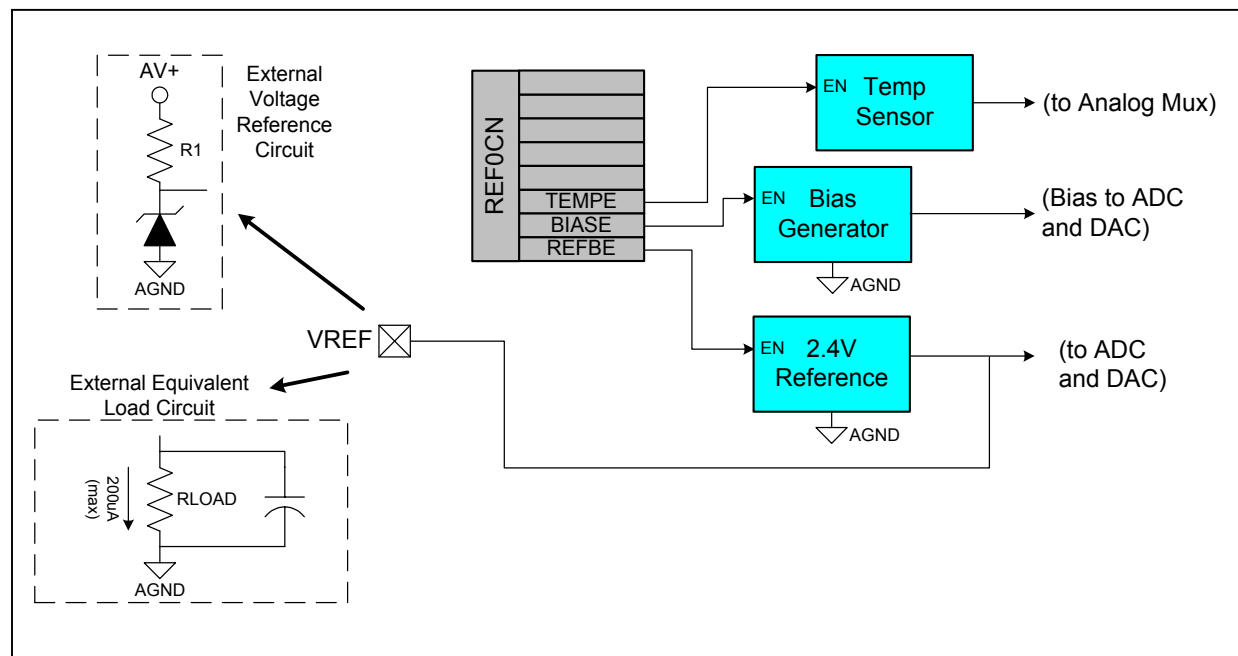 AV+
R1
AGND
External
Voltage
Reference
Circuit
REF0CN
TEMPE
BIASE
REFBE
EN
Temp
Sensor
(to Analog Mux)
EN
Bias
Generator
AGND
(Bias to ADC
and DAC)
VREF
EN
2.4V
Reference
AGND
(to ADC
and DAC)
External Equivalent
Load Circuit
200uA
(max)
RLOAD
AGND